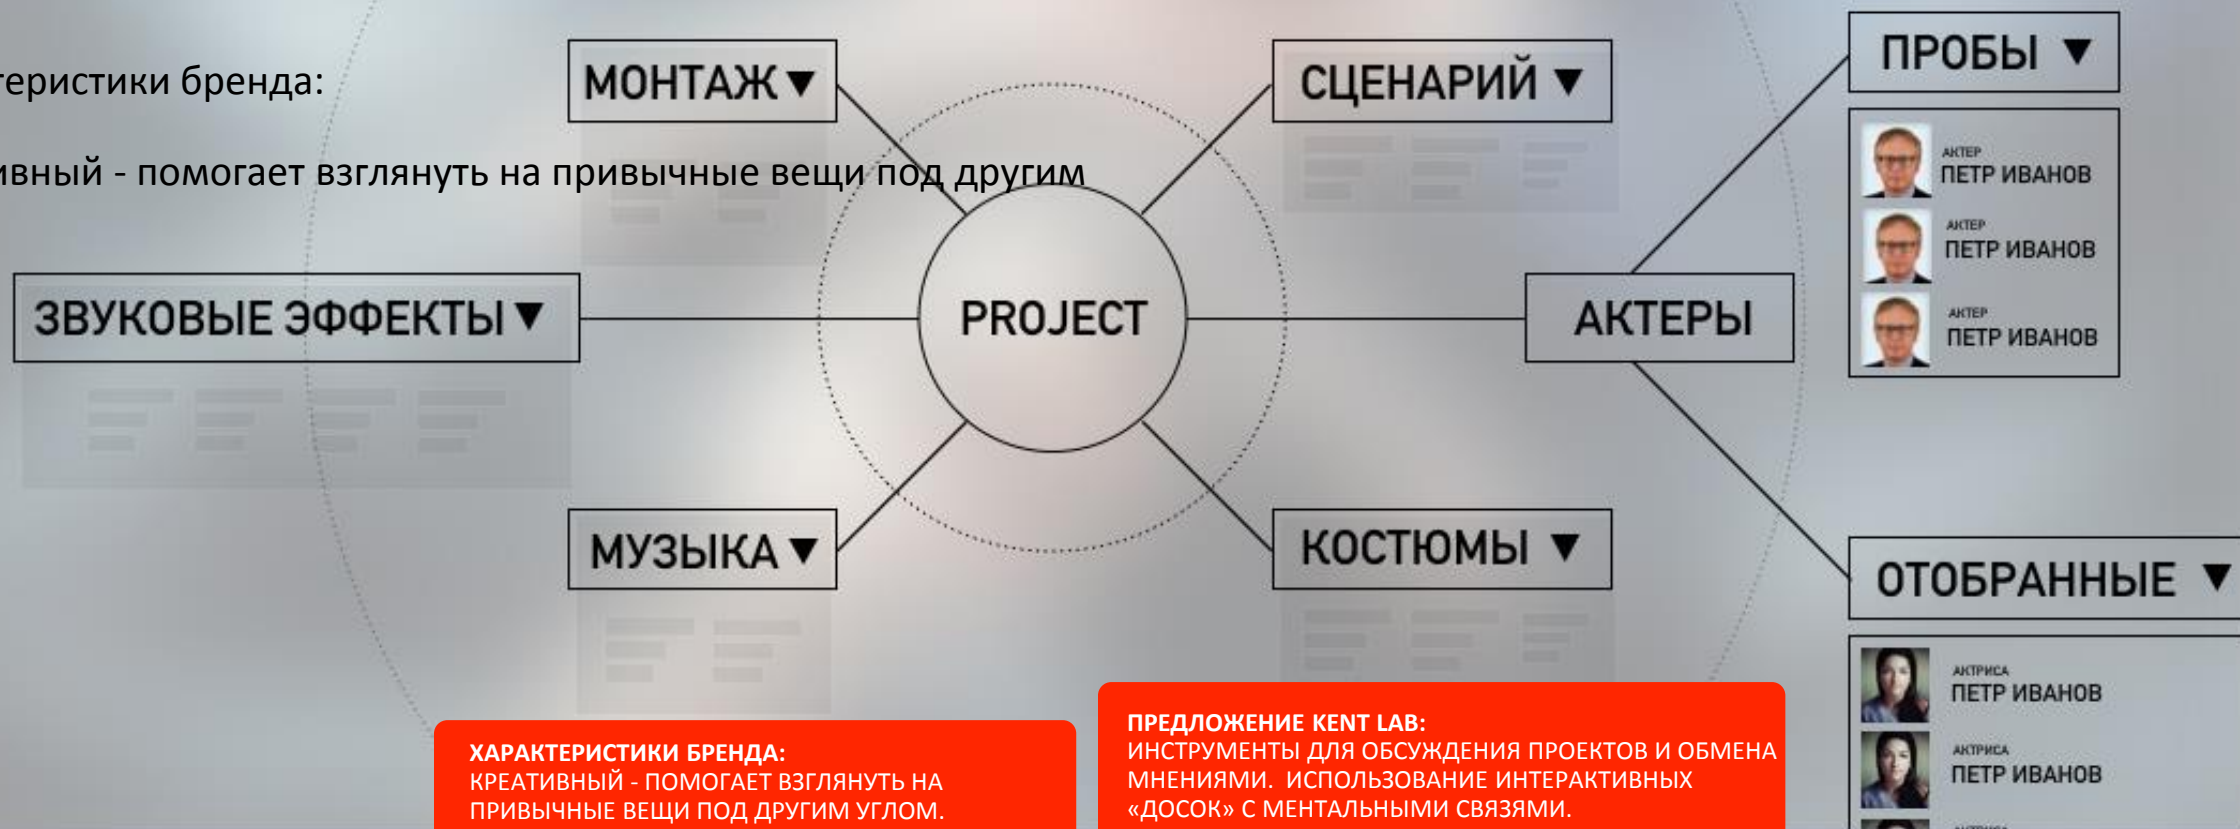 теристики бренда:
ивный - помогает взглянуть на привычные вещи под другим
МОНТАЖ ▼
СЦЕНАРИЙ ▼
ПРОБЫ ▼
АКТЕР
ПЕТР ИВАНОВ
АКТЕР
ПЕТР ИВАНОВ
АКТЕР
ПЕТР ИВАНОВ
ЗВУКОВЫЕ ЭФФЕКТЫ ▼
PROJECT
АКТЕРЫ
МУЗЫКА ▼
КОСТЮМЫ ▼
ОТОБРАННЫЕ ▼
АКТРИСА
ПЕТР ИВАНОВ
АКТРИСА
ПЕТР ИВАНОВ
ХАРАКТЕРИСТИКИ БРЕНДА:
КРЕАТИВНЫЙ - ПОМОГАЕТ ВЗГЛЯНУТЬ НА
ПРИВЫЧНЫЕ ВЕЩИ ПОД ДРУГИМ УГЛОМ.
ПРЕДЛОЖЕНИЕ KENT LAB:
ИНСТРУМЕНТЫ ДЛЯ ОБСУЖДЕНИЯ ПРОЕКТОВ И ОБМЕНА
МНЕНИЯМИ. ИСПОЛЬЗОВАНИЕ ИНТЕРАКТИВНЫХ
«ДОСОК» С МЕНТАЛЬНЫМИ СВЯЗЯМИ.